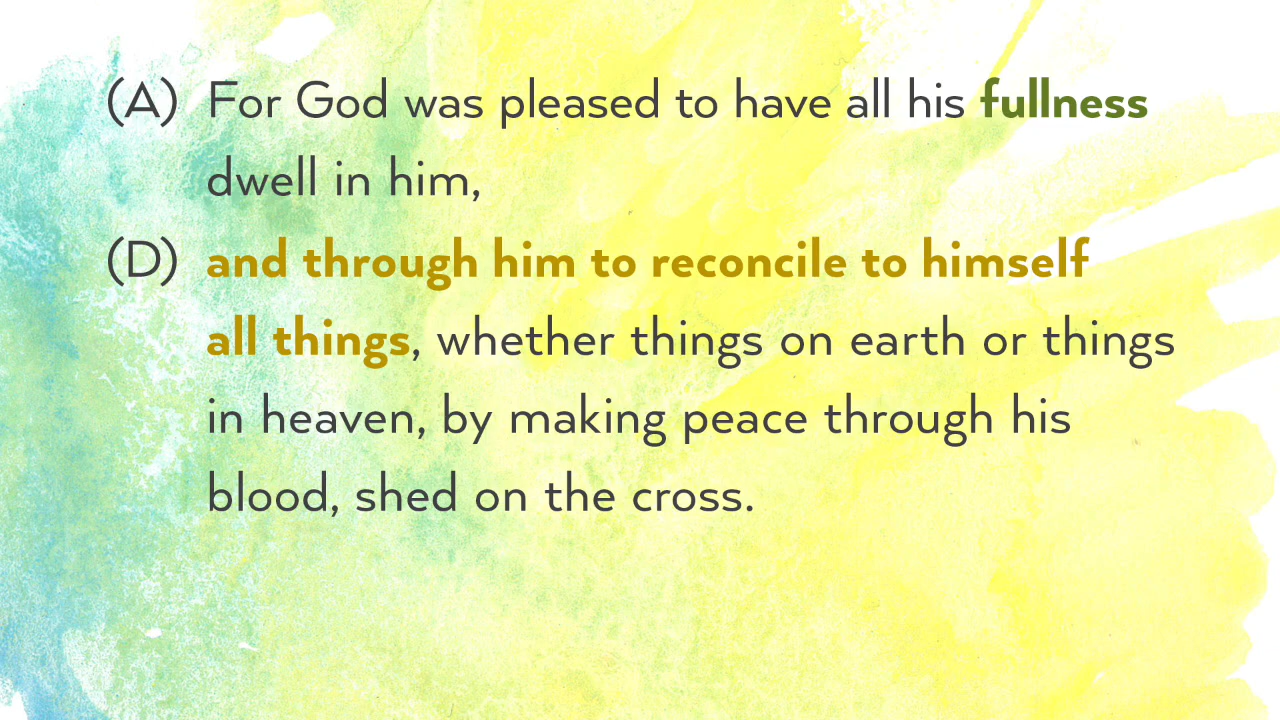 (A) For God was pleased to have all his fullness
dwell in him,
(D) and through him to reconcile to himself
all things, whether things on earth or things
in heaven, by making peace through his
blood, shed on the cross.